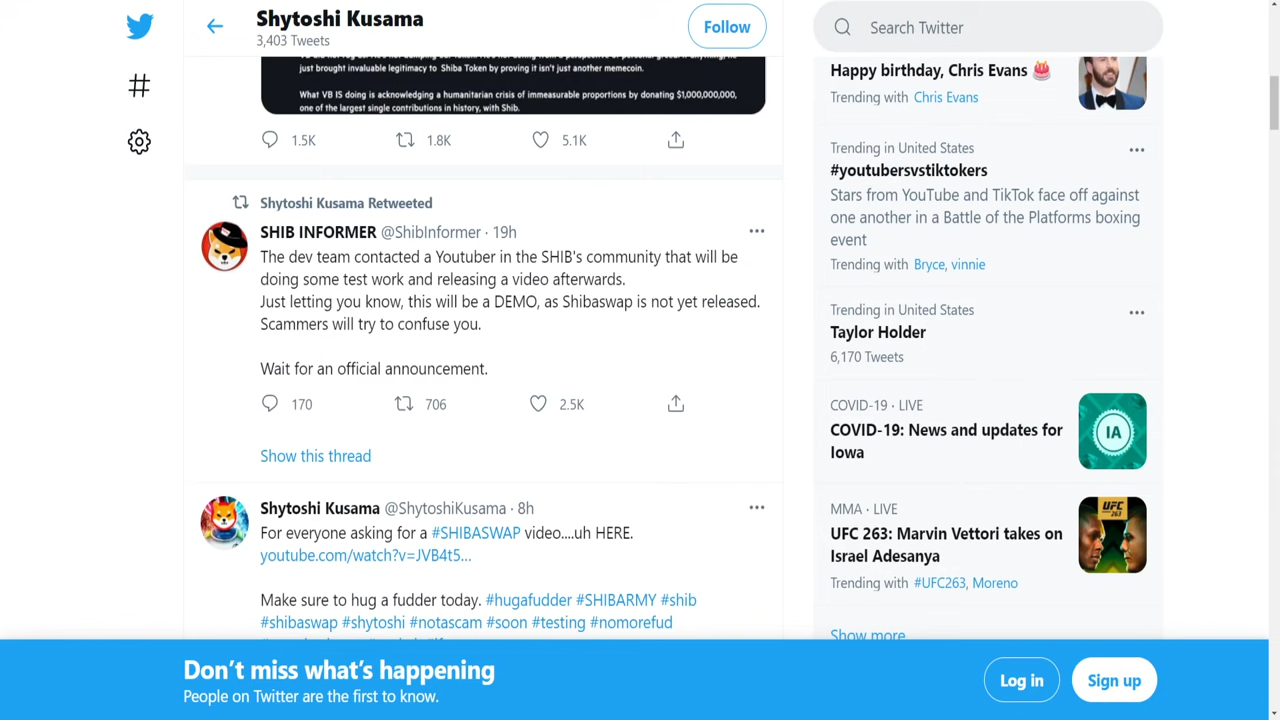 Shytoshi Kusama
3,403 Tweets
Follow
just brought invaluable legitimacy to Shiba Token by proving it isn't just another memecoin.
What VB IS doing is acknowledging a humanitarian crisis of immeasurable proportions by donating $1,000,000,000,
one of the largest single contributions in history, with Shib.
1.5K 1.8K 5.1K
Shytoshi Kusama Retweeted
SHIB INFORMER @ShibInformer · 19h
The dev team contacted a Youtuber in the SHIB's community that will be
doing some test work and releasing a video afterwards.
Just letting you know, this will be a DEMO, as Shibaswap is not yet released.
Scammers will try to confuse you.
Wait for an official announcement.
170 706 2.5K
Show this thread
Shytoshi Kusama @ShytoshiKusama · 8h
For everyone asking for a #SHIBASWAP video....uh HERE.
youtube.com/watch?v=JVB4t5...
Make sure to hug a fudder today. #hugafudder #SHIBARMY #shib
#shibaswap #shytoshi #notascam #soon #testing #nomorefud
Search Twitter
Happy birthday, Chris Evans 🎂
Trending with Chris Evans
Trending in United States
#youtubersvstiktokers
Stars from YouTube and TikTok face off against
one another in a Battle of the Platforms boxing
event
Trending with Bryce, vinnie
Trending in United States
Taylor Holder
6,170 Tweets
COVID-19 · LIVE
COVID-19: News and updates for
Iowa
IA
MMA · LIVE
UFC 263: Marvin Vettori takes on
Israel Adesanya
UFC
263
Trending with #UFC263, Moreno
Show more
Don't miss what's happening
People on Twitter are the first to know.
Log in
Sign up